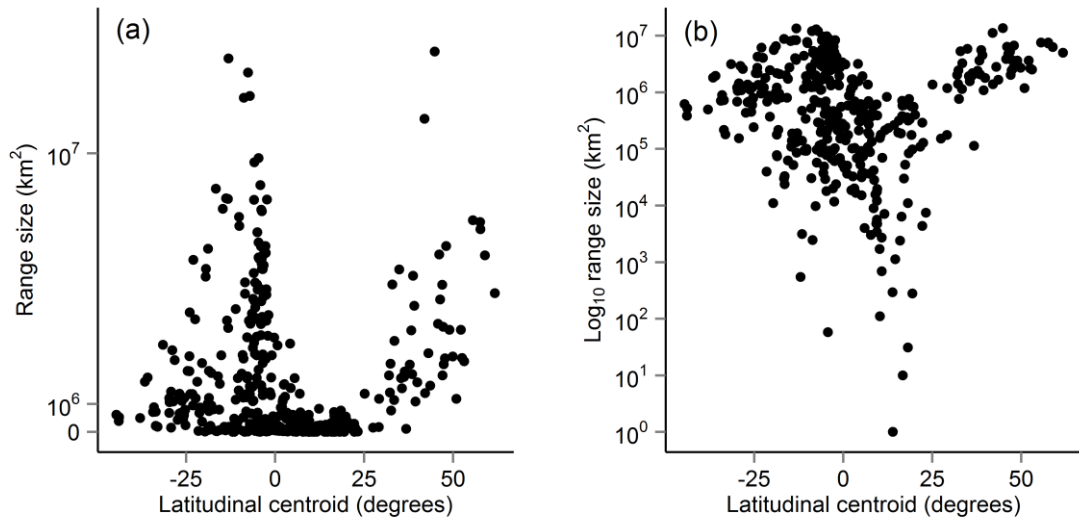 (a)
Range size (km²)
10⁷
10⁶
0
-25 0 25 50
Latitudinal centroid (degrees)
(b)
Log₁₀ range size (km²)
10⁷
10⁶
10⁵
10⁴
10³
10²
10¹
10⁰
-25 0 25 50
Latitudinal centroid (degrees)